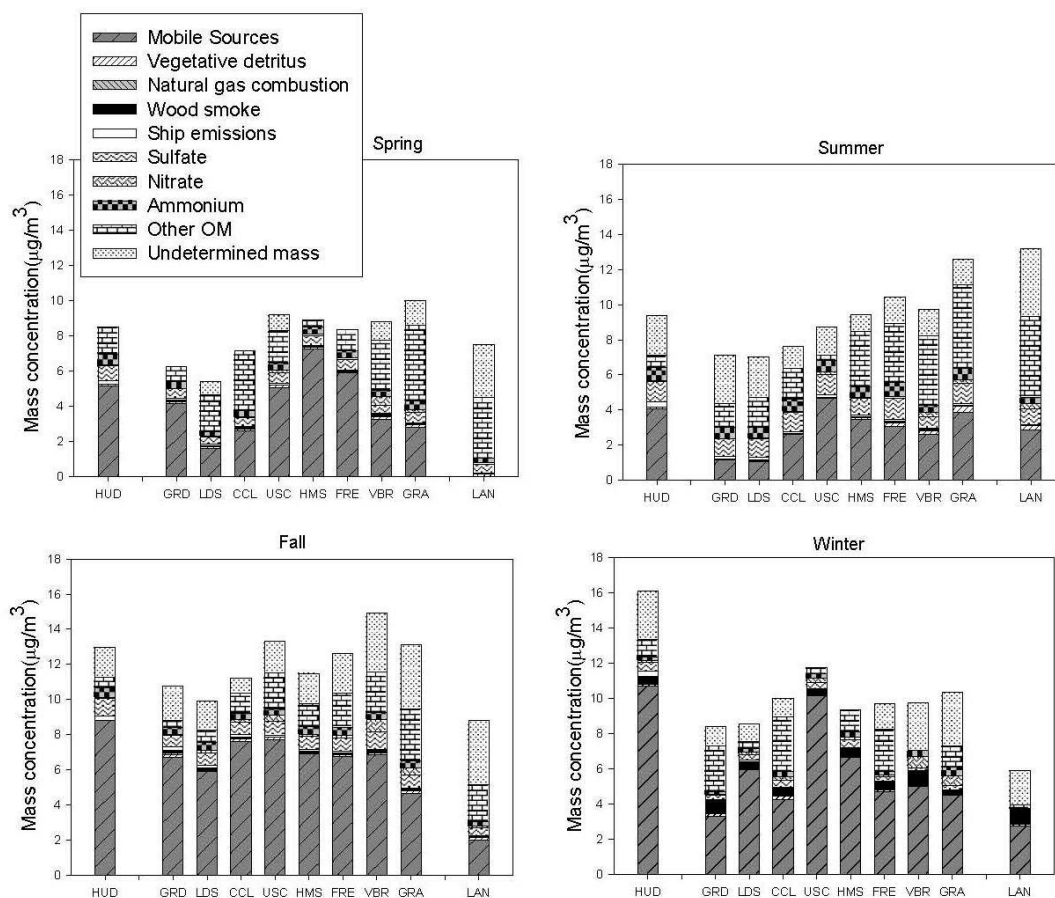 Mobile Sources
Vegetative detritus
Natural gas combustion
Wood smoke
Ship emissions
Sulfate
Nitrate
Ammonium
Other OM
Undetermined mass
Spring
Mass concentration(μg/m³)
18
16
14
12
10
8
6
4
2
0
HUD GRD LDS CCL USC HMS FRE VBR GRA LAN
Summer
Mass concentration(μg/m³)
18
16
14
12
10
8
6
4
2
0
HUD GRD LDS CCL USC HMS FRE VBR GRA LAN
Fall
Mass concentration(μg/m³)
18
16
14
12
10
8
6
4
2
0
HUD GRD LDS CCL USC HMS FRE VBR GRA LAN
Winter
Mass concentration(μg/m³)
18
16
14
12
10
8
6
4
2
0
HUD GRD LDS CCL USC HMS FRE VBR GRA LAN